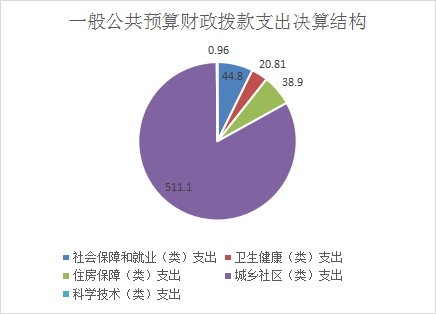 一般公共预算财政拨款支出决算结构
0.96
44.8
20.81
38.9
511.1
社会保障和就业（类）支出
卫生健康（类）支出
住房保障（类）支出
城乡社区（类）支出
科学技术（类）支出